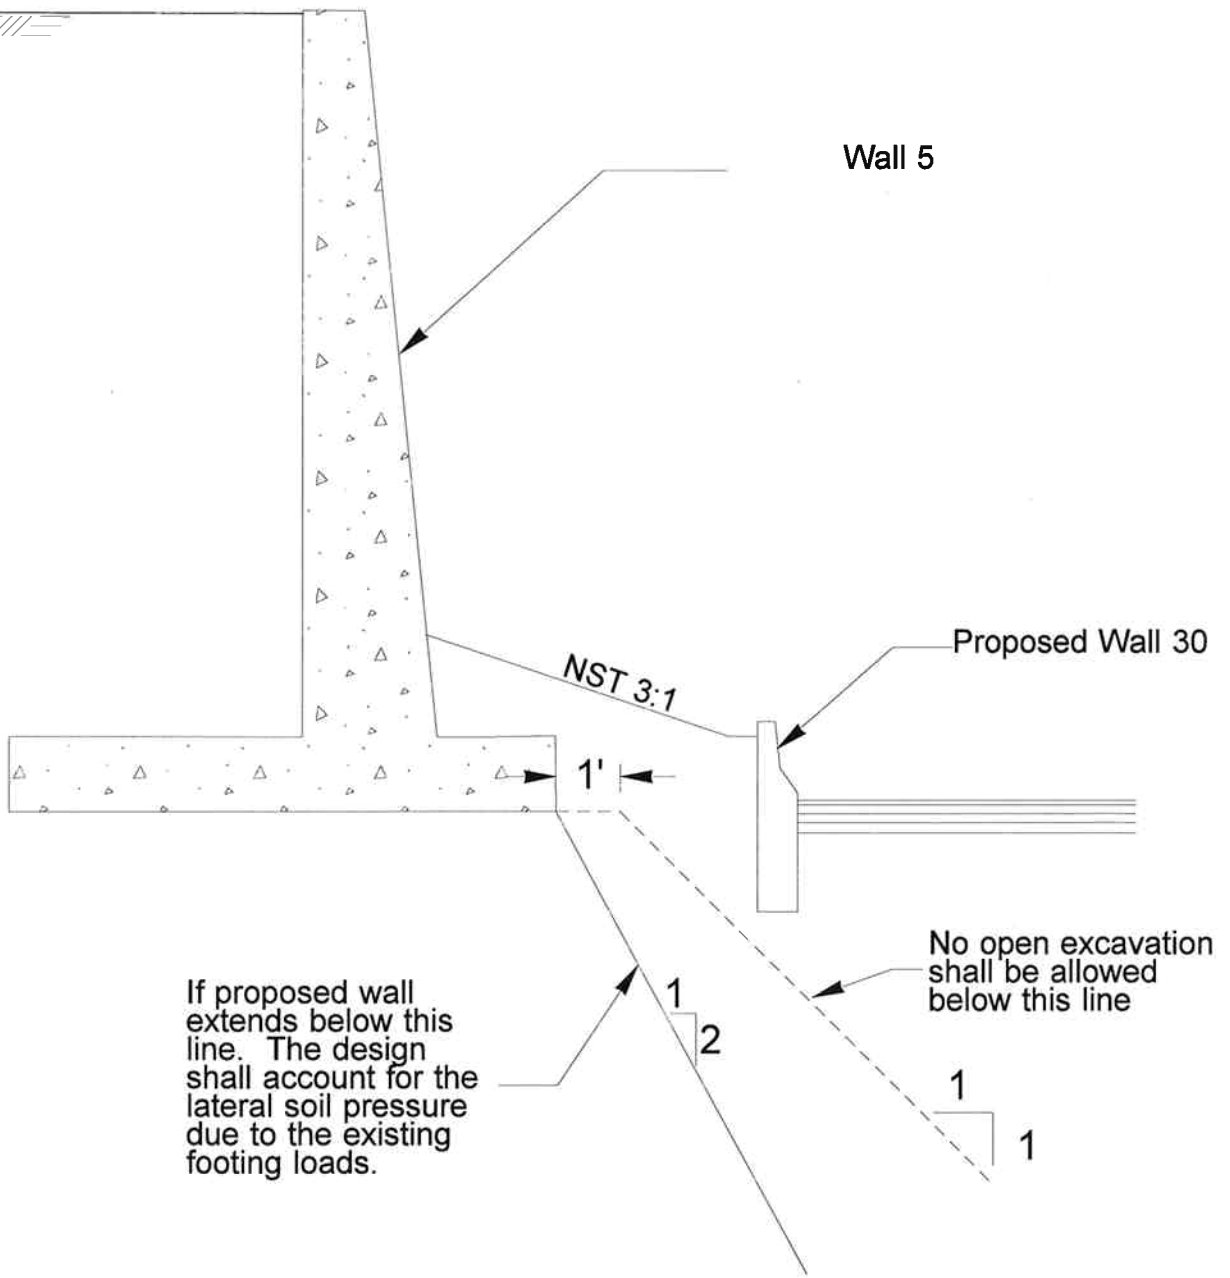 Wall 5
Proposed Wall 30
NST 3:1
1'
No open excavation
shall be allowed
below this line
If proposed wall
extends below this
line. The design
shall account for the
lateral soil pressure
due to the existing
footing loads.
1
2
1
1